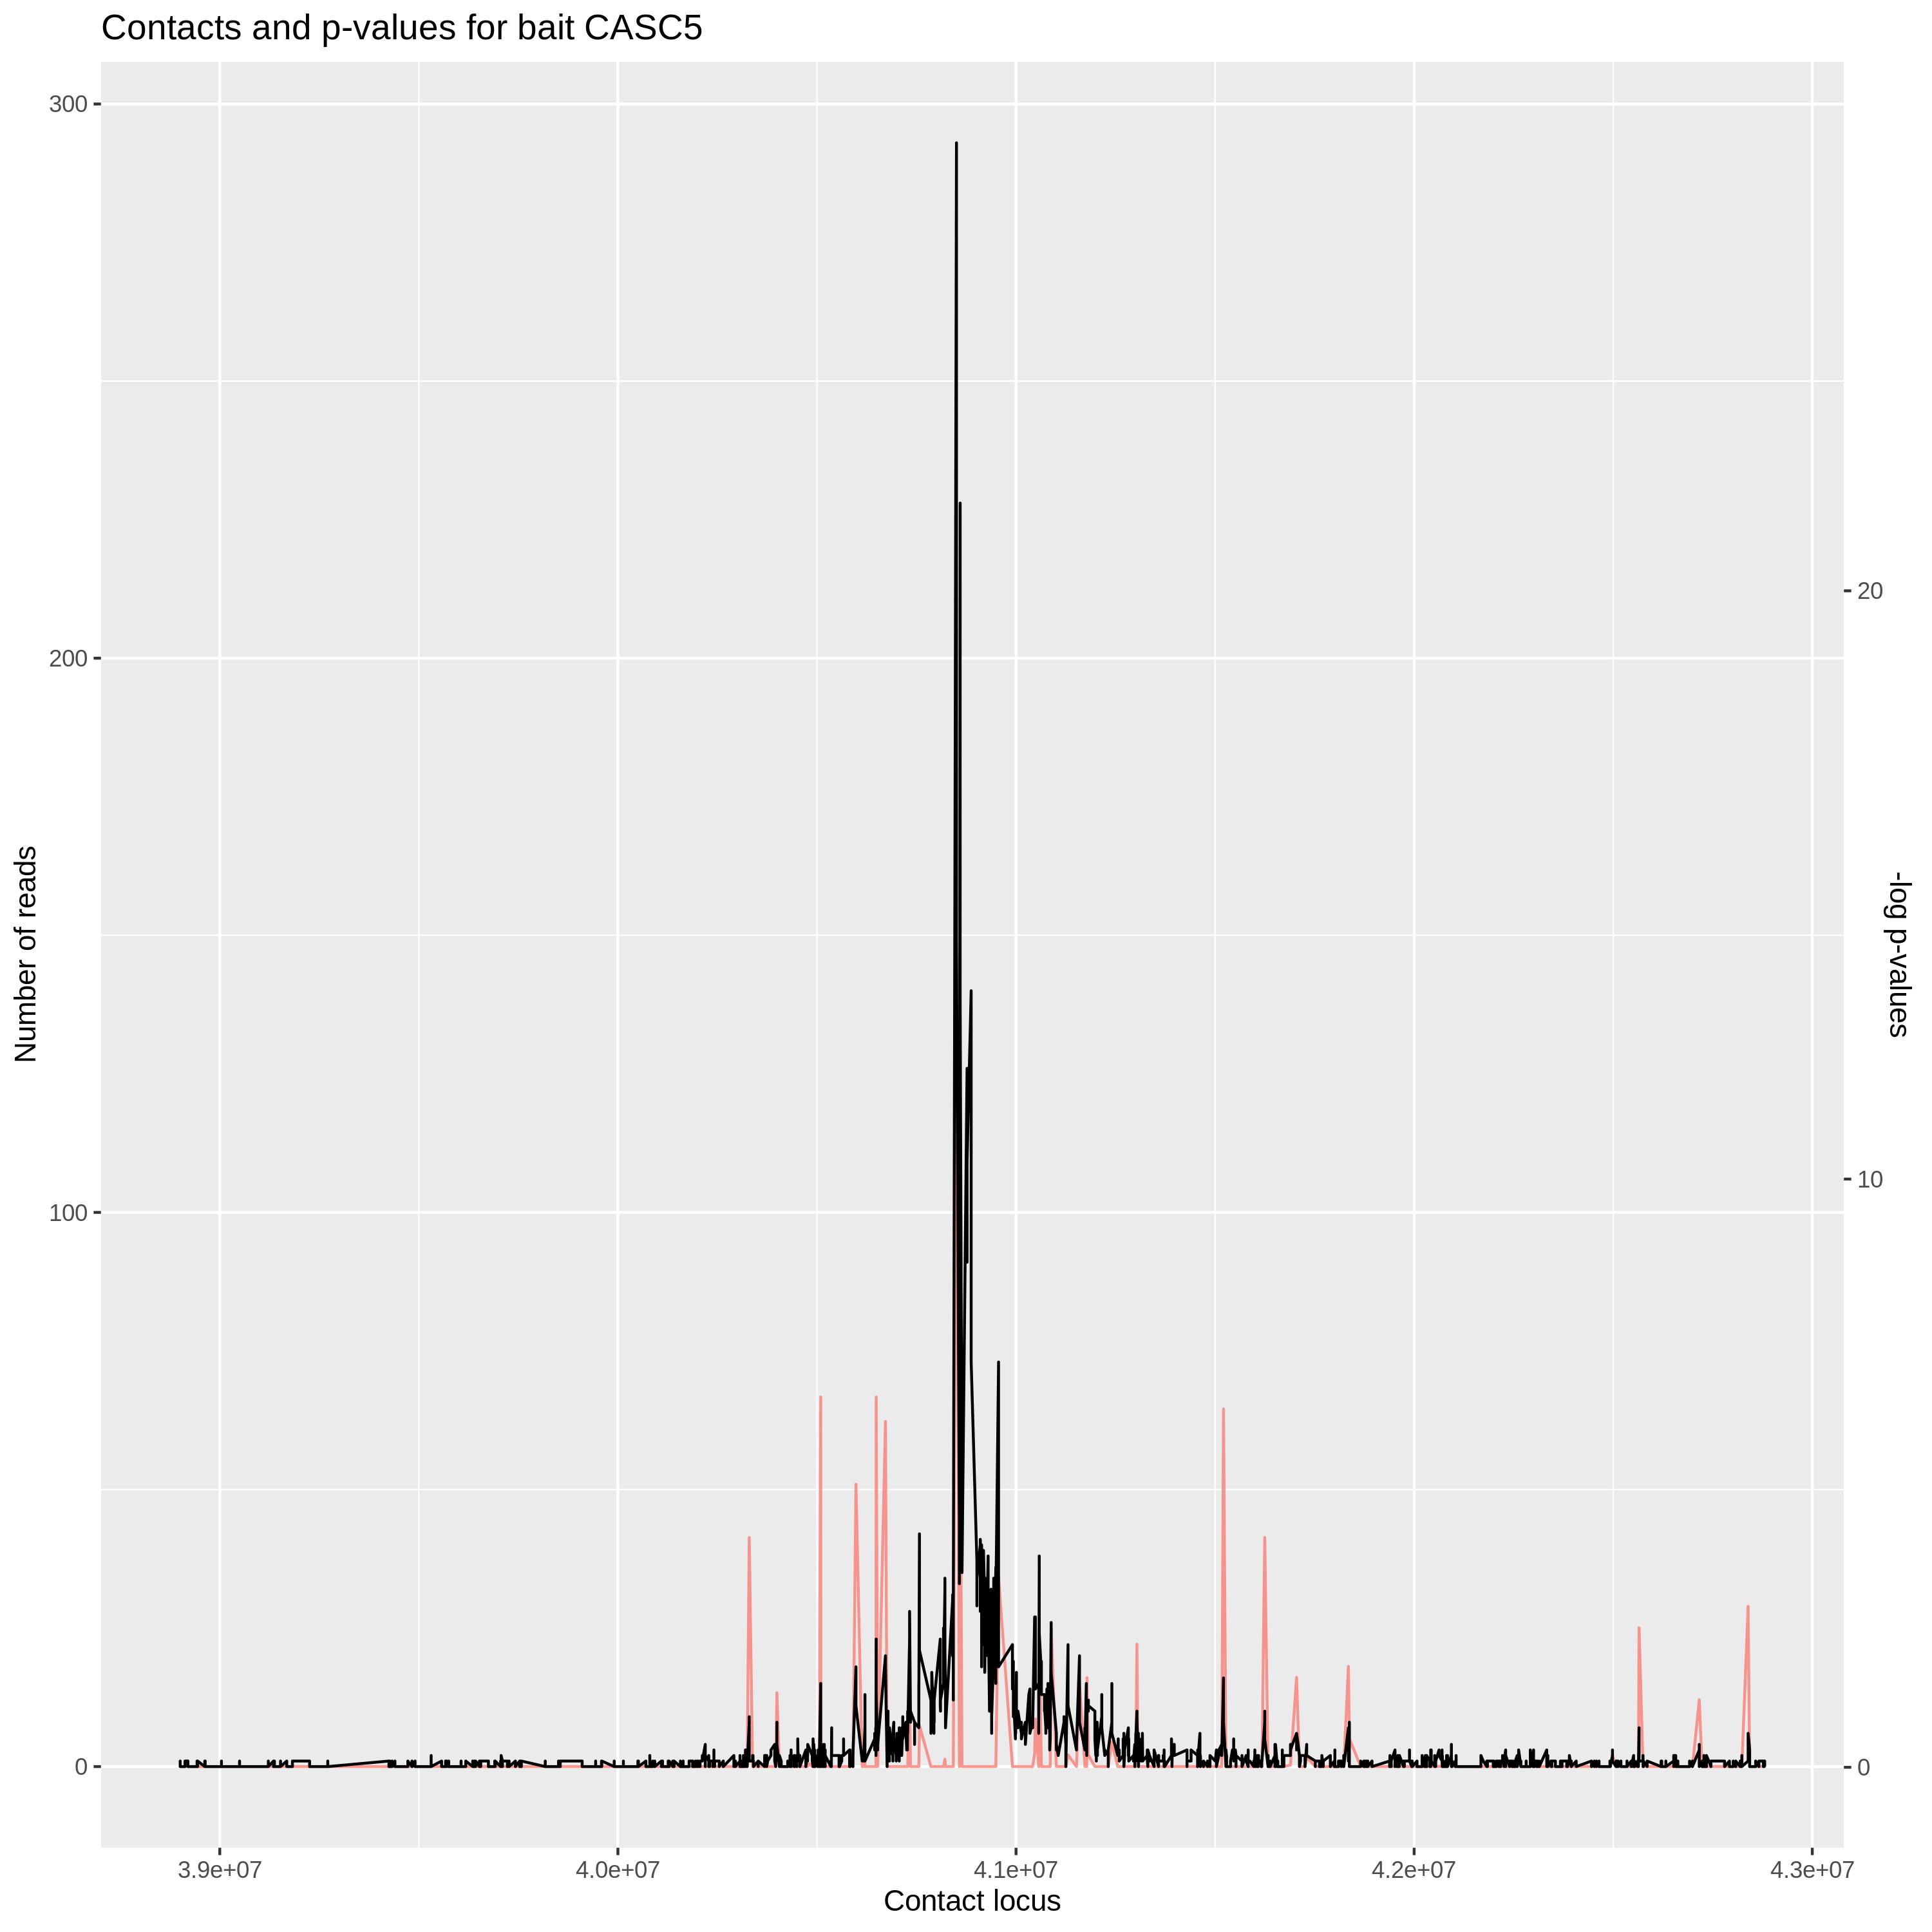 Contacts and p-values for bait CASC5
Number of reads
300
200
100
0
20
10
0
-log p-values
3.9e+07
4.0e+07
4.1e+07
4.2e+07
4.3e+07
Contact locus